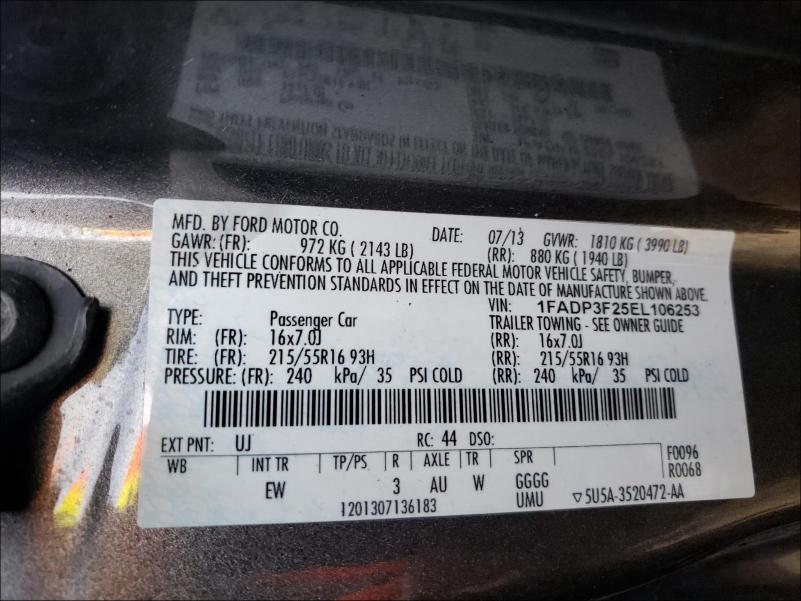 MFD. BY FORD MOTOR CO. DATE: 07/13 GVWR: 1810 KG ( 3990 LB)
GAWR: (FR): 972 KG ( 2143 LB) (RR): 880 KG ( 1940 LB)
THIS VEHICLE CONFORMS TO ALL APPLICABLE FEDERAL MOTOR VEHICLE SAFETY, BUMPER,
AND THEFT PREVENTION STANDARDS IN EFFECT ON THE DATE OF MANUFACTURE SHOWN ABOVE.
VIN: 1FADP3F25EL106253
TYPE: Passenger Car TRAILER TOWING - SEE OWNER GUIDE
RIM: (FR): 16x7.0J (RR): 16x7.0J
TIRE: (FR): 215/55R16 93H (RR): 215/55R16 93H
PRESSURE: (FR): 240 kPa/ 35 PSI COLD (RR): 240 kPa/ 35 PSI COLD
EXT PNT: UJ RC: 44 DSO:
WB INT TR TP/PS R AXLE TR SPR F0096
R0068
EW 3 AU W GGGG
UMU ▽5U5A-3520472-AA
1201307136183